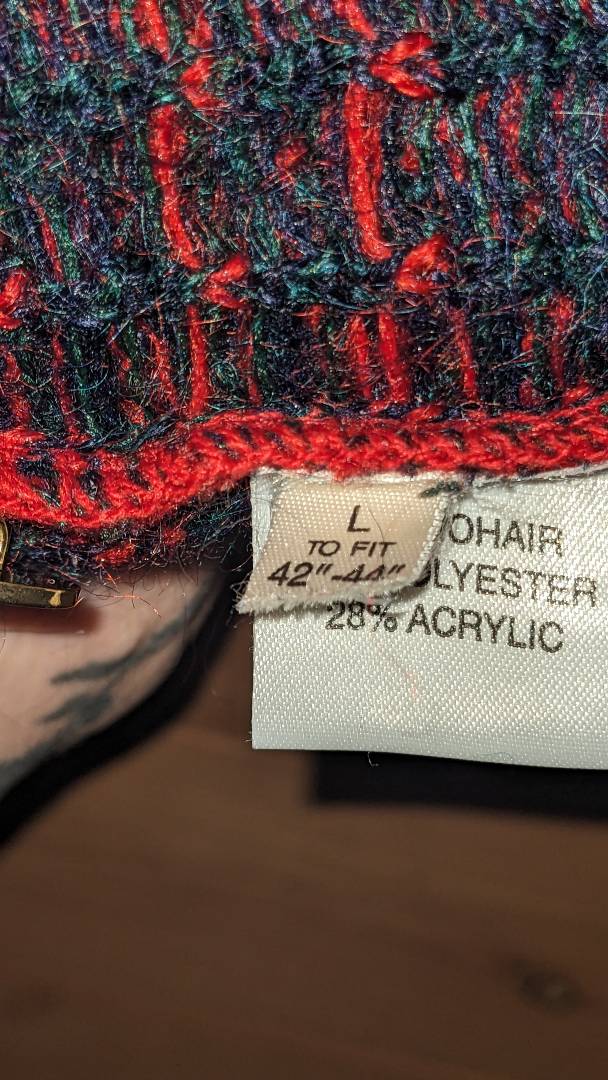 L
TO FIT
42"-44"
OHAIR
LYESTER
28% ACRYLIC